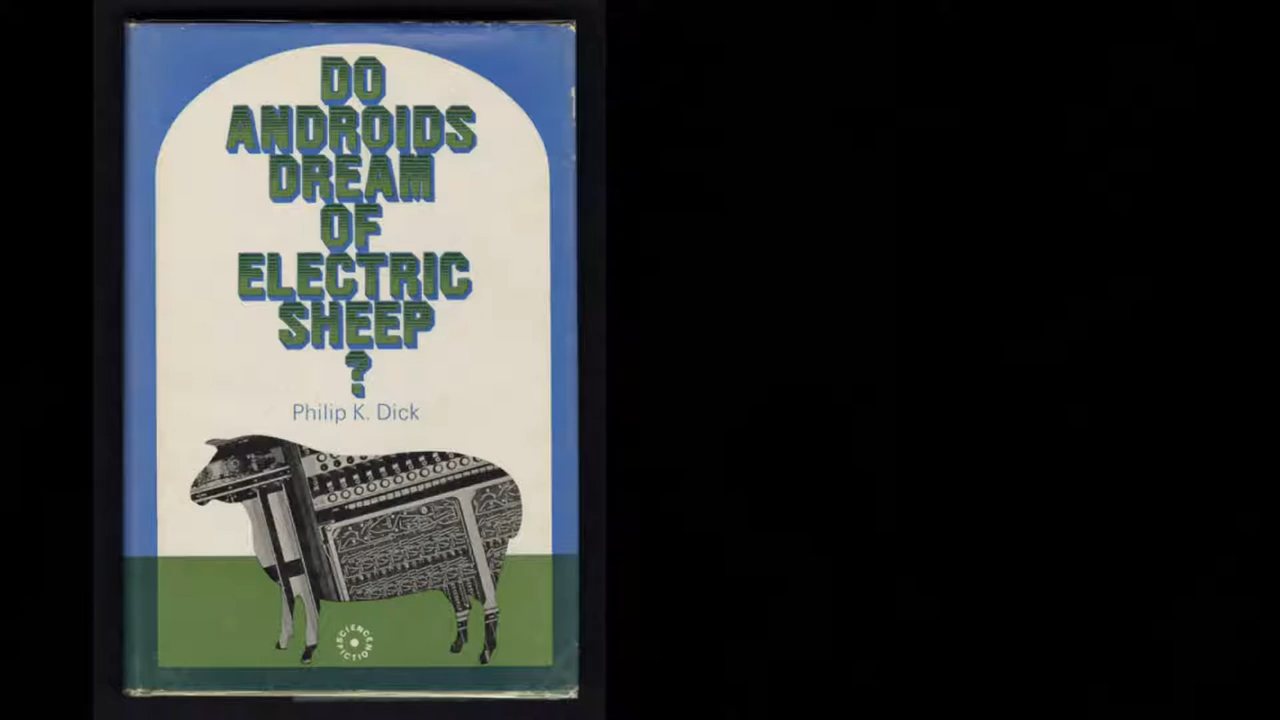 DO
ANDROIDS
DREAM
OF
ELECTRIC
SHEEP
?
Philip K. Dick
SCIENCE
FICTION